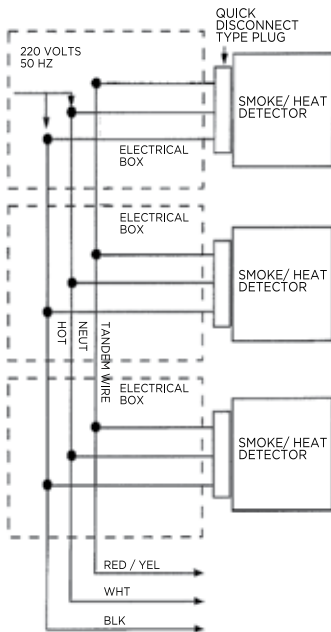 QUICK
DISCONNECT
TYPE PLUG
220 VOLTS
50 HZ
SMOKE/ HEAT
DETECTOR
ELECTRICAL
BOX
ELECTRICAL
BOX
SMOKE/ HEAT
DETECTOR
HOT
NEUT
TANDEM WIRE
ELECTRICAL
BOX
SMOKE/ HEAT
DETECTOR
RED / YEL
WHT
BLK